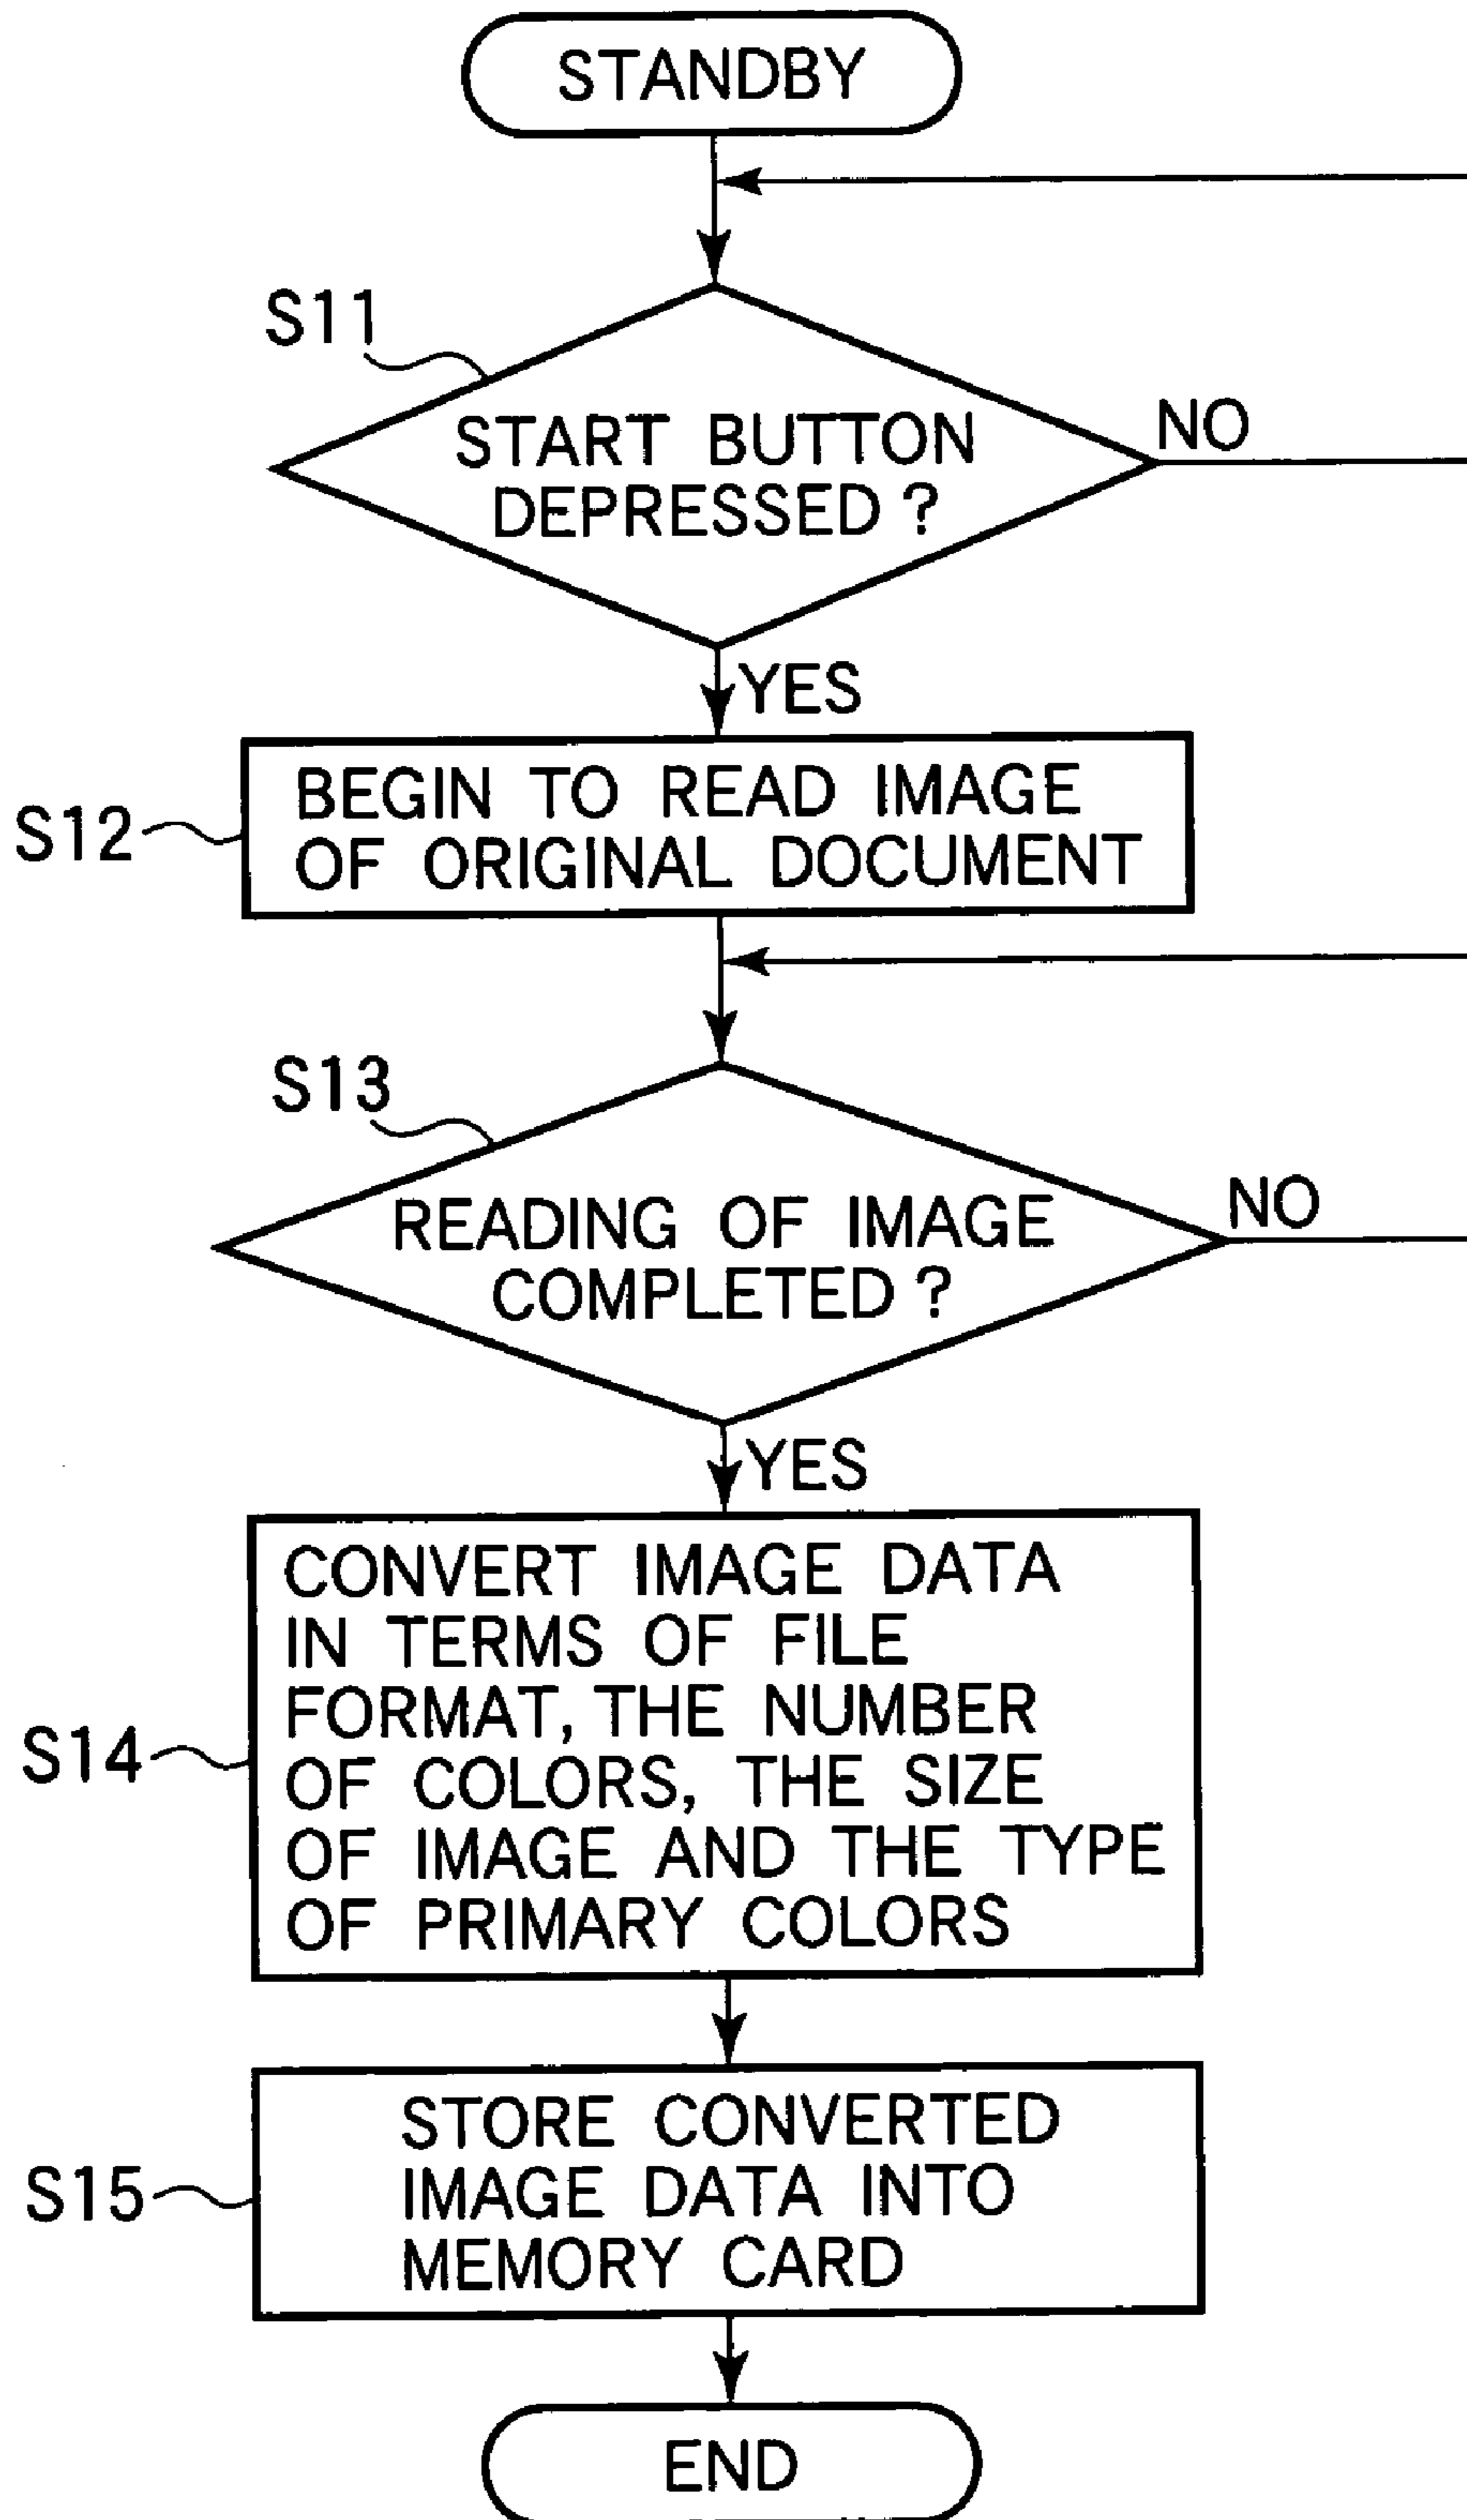 STANDBY
S11
START BUTTON
DEPRESSED ?
NO
YES
S12
BEGIN TO READ IMAGE
OF ORIGINAL DOCUMENT
S13
READING OF IMAGE
COMPLETED ?
NO
YES
S14
CONVERT IMAGE DATA
IN TERMS OF FILE
FORMAT, THE NUMBER
OF COLORS, THE SIZE
OF IMAGE AND THE TYPE
OF PRIMARY COLORS
S15
STORE CONVERTED
IMAGE DATA INTO
MEMORY CARD
END